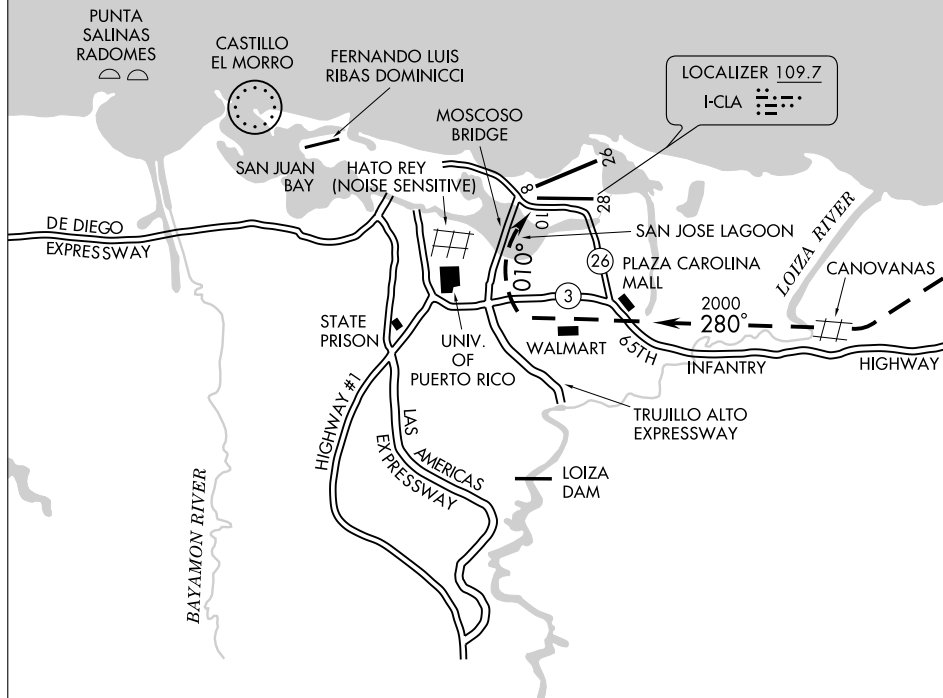 PUNTA
SALINAS
RADOMES
CASTILLO
EL MORRO
FERNANDO LUIS
RIBAS DOMINICCI
LOCALIZER 109.7
I-CLA
MOSCOSO
BRIDGE
SAN JUAN
BAY
HATO REY
(NOISE SENSITIVE)
8
26
10
28
DE DIEGO
EXPRESSWAY
010°
SAN JOSE LAGOON
26
PLAZA CAROLINA
MALL
LOIZA RIVER
CANOVANAS
3
2000
280°
STATE
PRISON
UNIV.
OF
PUERTO RICO
WALMART
65TH
INFANTRY
HIGHWAY
HIGHWAY #1
LAS
AMERICAS
EXPRESSWAY
TRUJILLO ALTO
EXPRESSWAY
LOIZA
DAM
BAYAMON RIVER